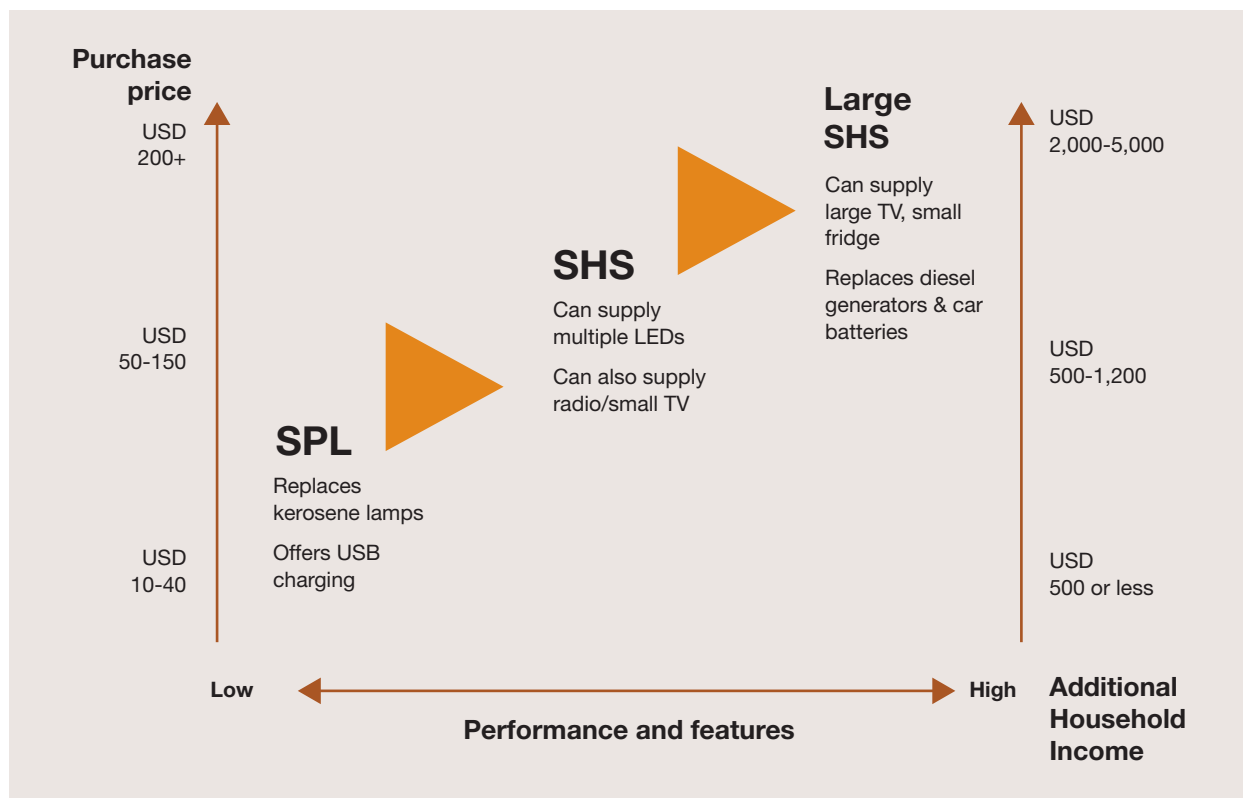 Purchase
price
USD
200+
USD
50-150
USD
10-40
SPL
Replaces
kerosene lamps
Offers USB
charging
SHS
Can supply
multiple LEDs
Can also supply
radio/small TV
Large
SHS
Can supply
large TV, small
fridge
Replaces diesel
generators & car
batteries
USD
2,000-5,000
USD
500-1,200
USD
500 or less
Low
High
Performance and features
Additional
Household
Income